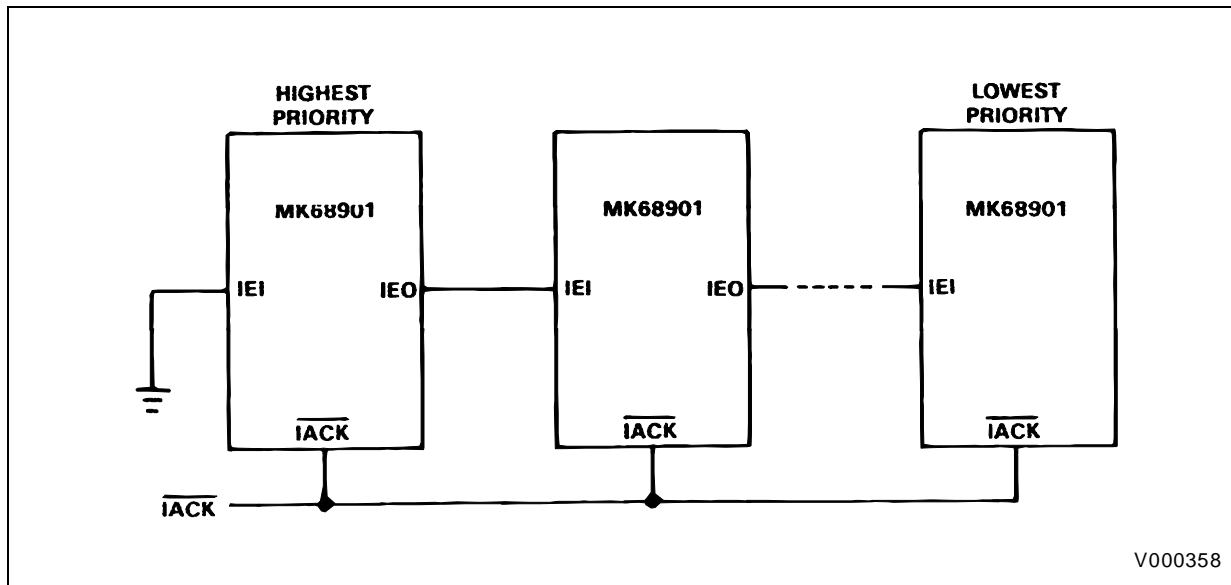 HIGHEST
PRIORITY
LOWEST
PRIORITY
MK68901
MK68901
MK68901
IEI
IEO
IEI
IEO
IEI
IACK
IACK
IACK
IACK
V000358